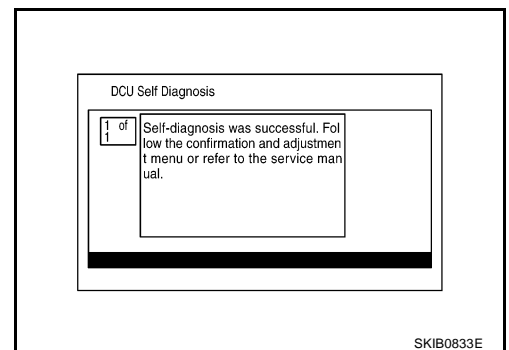 DCU Self Diagnosis
1 of
1
Self-diagnosis was successful. Fol
low the confirmation and adjustmen
t menu or refer to the service man
ual.
SKIB0833E